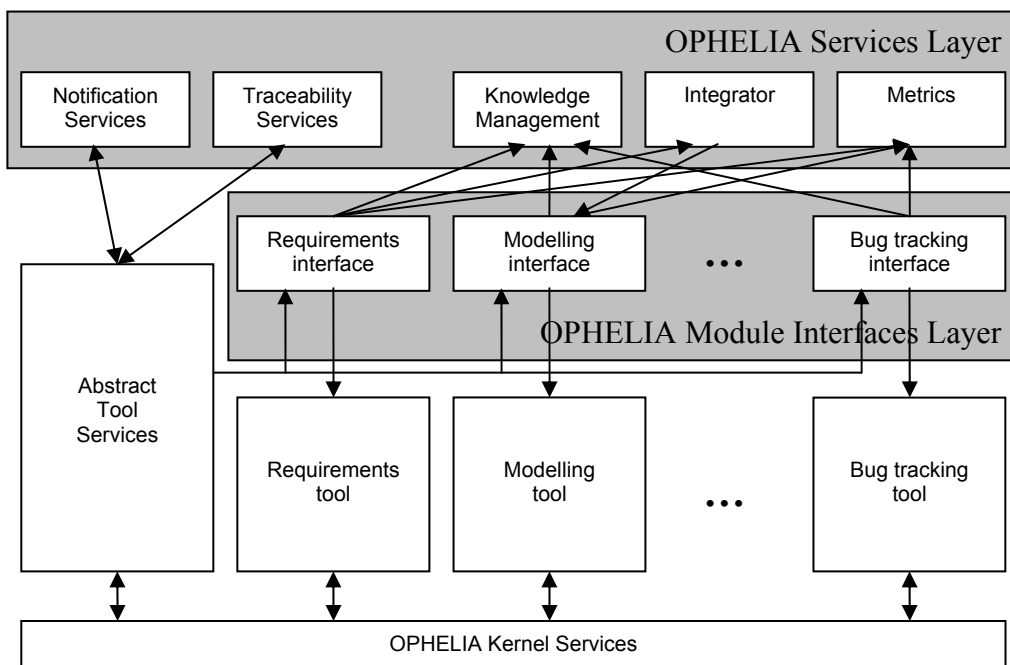 OPHELIA Services Layer
Notification
Services
Traceability
Services
Knowledge
Management
Integrator
Metrics
Requirements
interface
Modelling
interface
...
Bug tracking
interface
OPHELIA Module Interfaces Layer
Abstract
Tool
Services
Requirements
tool
Modelling
tool
...
Bug tracking
tool
OPHELIA Kernel Services